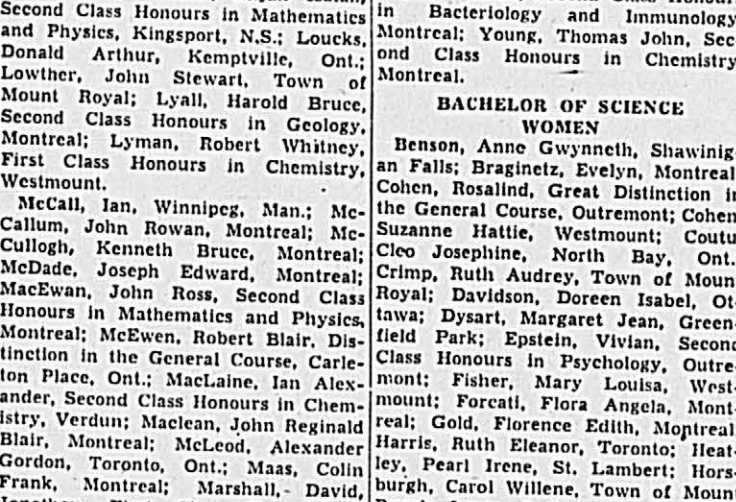 Second Class Honours in Mathematics
and Physics, Kingsport, N.S.; Loucks,
Donald Arthur, Kemptville, Ont.;
Lowther, John Stewart, Town of
Mount Royal; Lyall, Harold Bruce,
Second Class Honours in Geology,
Montreal; Lyman, Robert Whitney,
First Class Honours in Chemistry,
Westmount.
McCall, Ian, Winnipeg, Man.; Mc-
Callum, John Rowan, Montreal; Mc-
Cullogh, Kenneth Bruce, Montreal;
McDade, Joseph Edward, Montreal;
MacEwan, John Ross, Second Class
Honours in Mathematics and Physics,
Montreal; McEwen, Robert Blair, Dis-
tinction in the General Course, Carle-
ton Place, Ont.; MacLaine, Ian Alex-
ander, Second Class Honours in Chem-
istry, Verdun; Maclean, John Reginald
Blair, Montreal; McLeod, Alexander
Gordon, Toronto, Ont.; Maas, Colin
Frank, Montreal; Marshall, David,
in Bacteriology and Immunology
Montreal; Young, Thomas John, Sec
ond Class Honours in Chemistry
Montreal.
BACHELOR OF SCIENCE
WOMEN
Benson, Anne Gwynneth, Shawinig-
an Falls; Braginetz, Evelyn, Montreal
Cohen, Rosalind, Great Distinction in
the General Course, Outremont; Cohen
Suzanne Hattie, Westmount; Coutu
Cleo Josephine, North Bay, Ont.
Crimp, Ruth Audrey, Town of Moun
Royal; Davidson, Doreen Isabel, Ot-
tawa; Dysart, Margaret Jean, Green-
field Park; Epstein, Vivian, Second
Class Honours in Psychology, Outre-
mont; Fisher, Mary Louisa, West-
mount; Forcati, Flora Angela, Mont-
real; Gold, Florence Edith, Montreal
Harris, Ruth Eleanor, Toronto; Heat-
ley, Pearl Irene, St. Lambert; Hors-
burgh, Carol Willene, Town of Moun